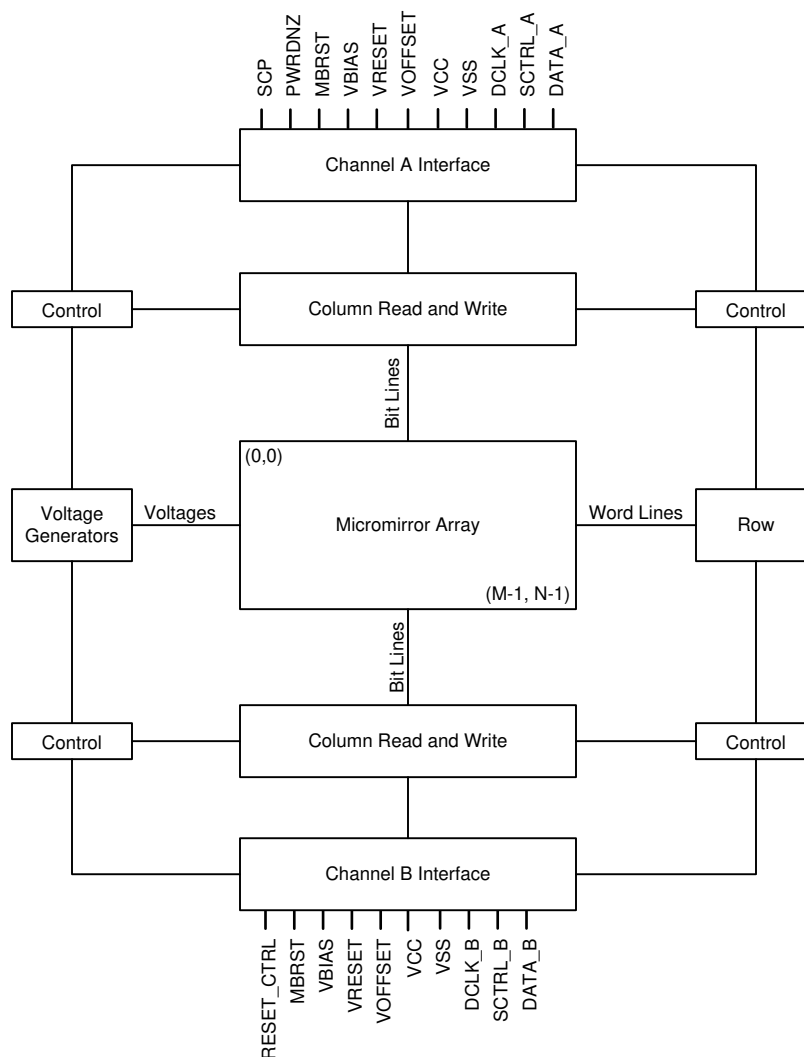 SCP
PWRDNZ
MBRST
VBIAS
VRESET
VOFFSET
VCC
VSS
DCLK_A
SCTRL_A
DATA_A
Channel A Interface
Control
Column Read and Write
Control
Bit Lines
(0,0)
Voltage
Generators
Voltages
Micromirror Array
Word Lines
Row
(M-1, N-1)
Bit Lines
Control
Column Read and Write
Control
Channel B Interface
RESET_CTRL
MBRST
VBIAS
VRESET
VOFFSET
VCC
VSS
DCLK_B
SCTRL_B
DATA_B